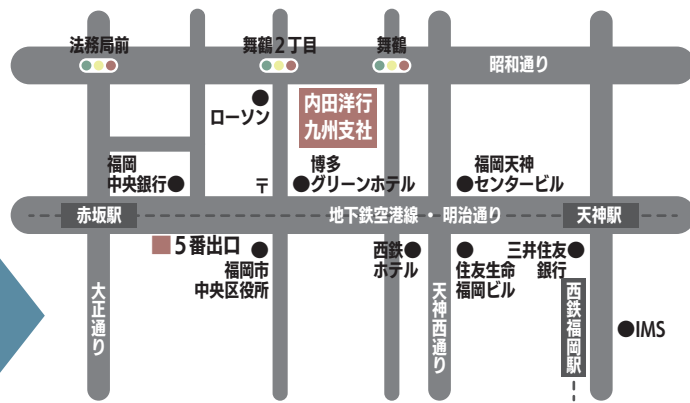 法務局前
舞鶴2丁目
舞鶴
昭和通り
ローソン
内田洋行
九州支社
福岡
中央銀行
〒
博多
グリーンホテル
福岡天神
センタービル
赤坂駅
地下鉄空港線・明治通り
天神駅
5番出口
福岡市
中央区役所
西鉄
ホテル
住友生命
福岡ビル
三井住友
銀行
大正通り
天神西通り
西鉄福岡駅
IMS